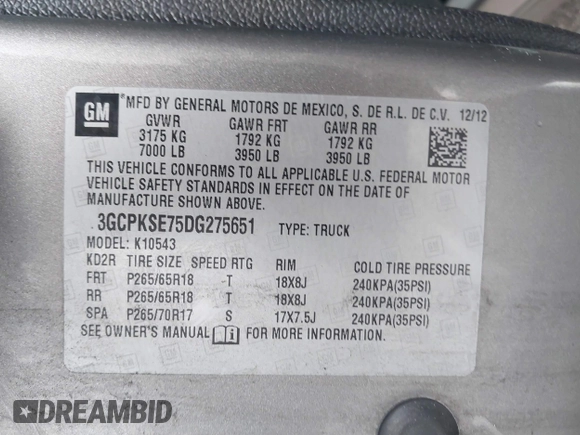 GM ®MFD BY GENERAL MOTORS DE MEXICO, S. DE R.L. DE C.V. 12/12
GVWR GAWR FRT GAWR RR
3175 KG 1792 KG 1792 KG
7000 LB 3950 LB 3950 LB
THIS VEHICLE CONFORMS TO ALL APPLICABLE U.S. FEDERAL MOTOR
VEHICLE SAFETY STANDARDS IN EFFECT ON THE DATE OF
MANUFACTURE SHOWN ABOVE.
3GCPKSE75DG275651 TYPE: TRUCK
MODEL: K10543
KD2R TIRE SIZE SPEED RTG RIM COLD TIRE PRESSURE
FRT P265/65R18 T 18X8J 240KPA(35PSI)
RR P265/65R18 T 18X8J 240KPA(35PSI)
SPA P265/70R17 S 17X7.5J 240KPA(35PSI)
SEE OWNER'S MANUAL FOR MORE INFORMATION.
DREAMBID